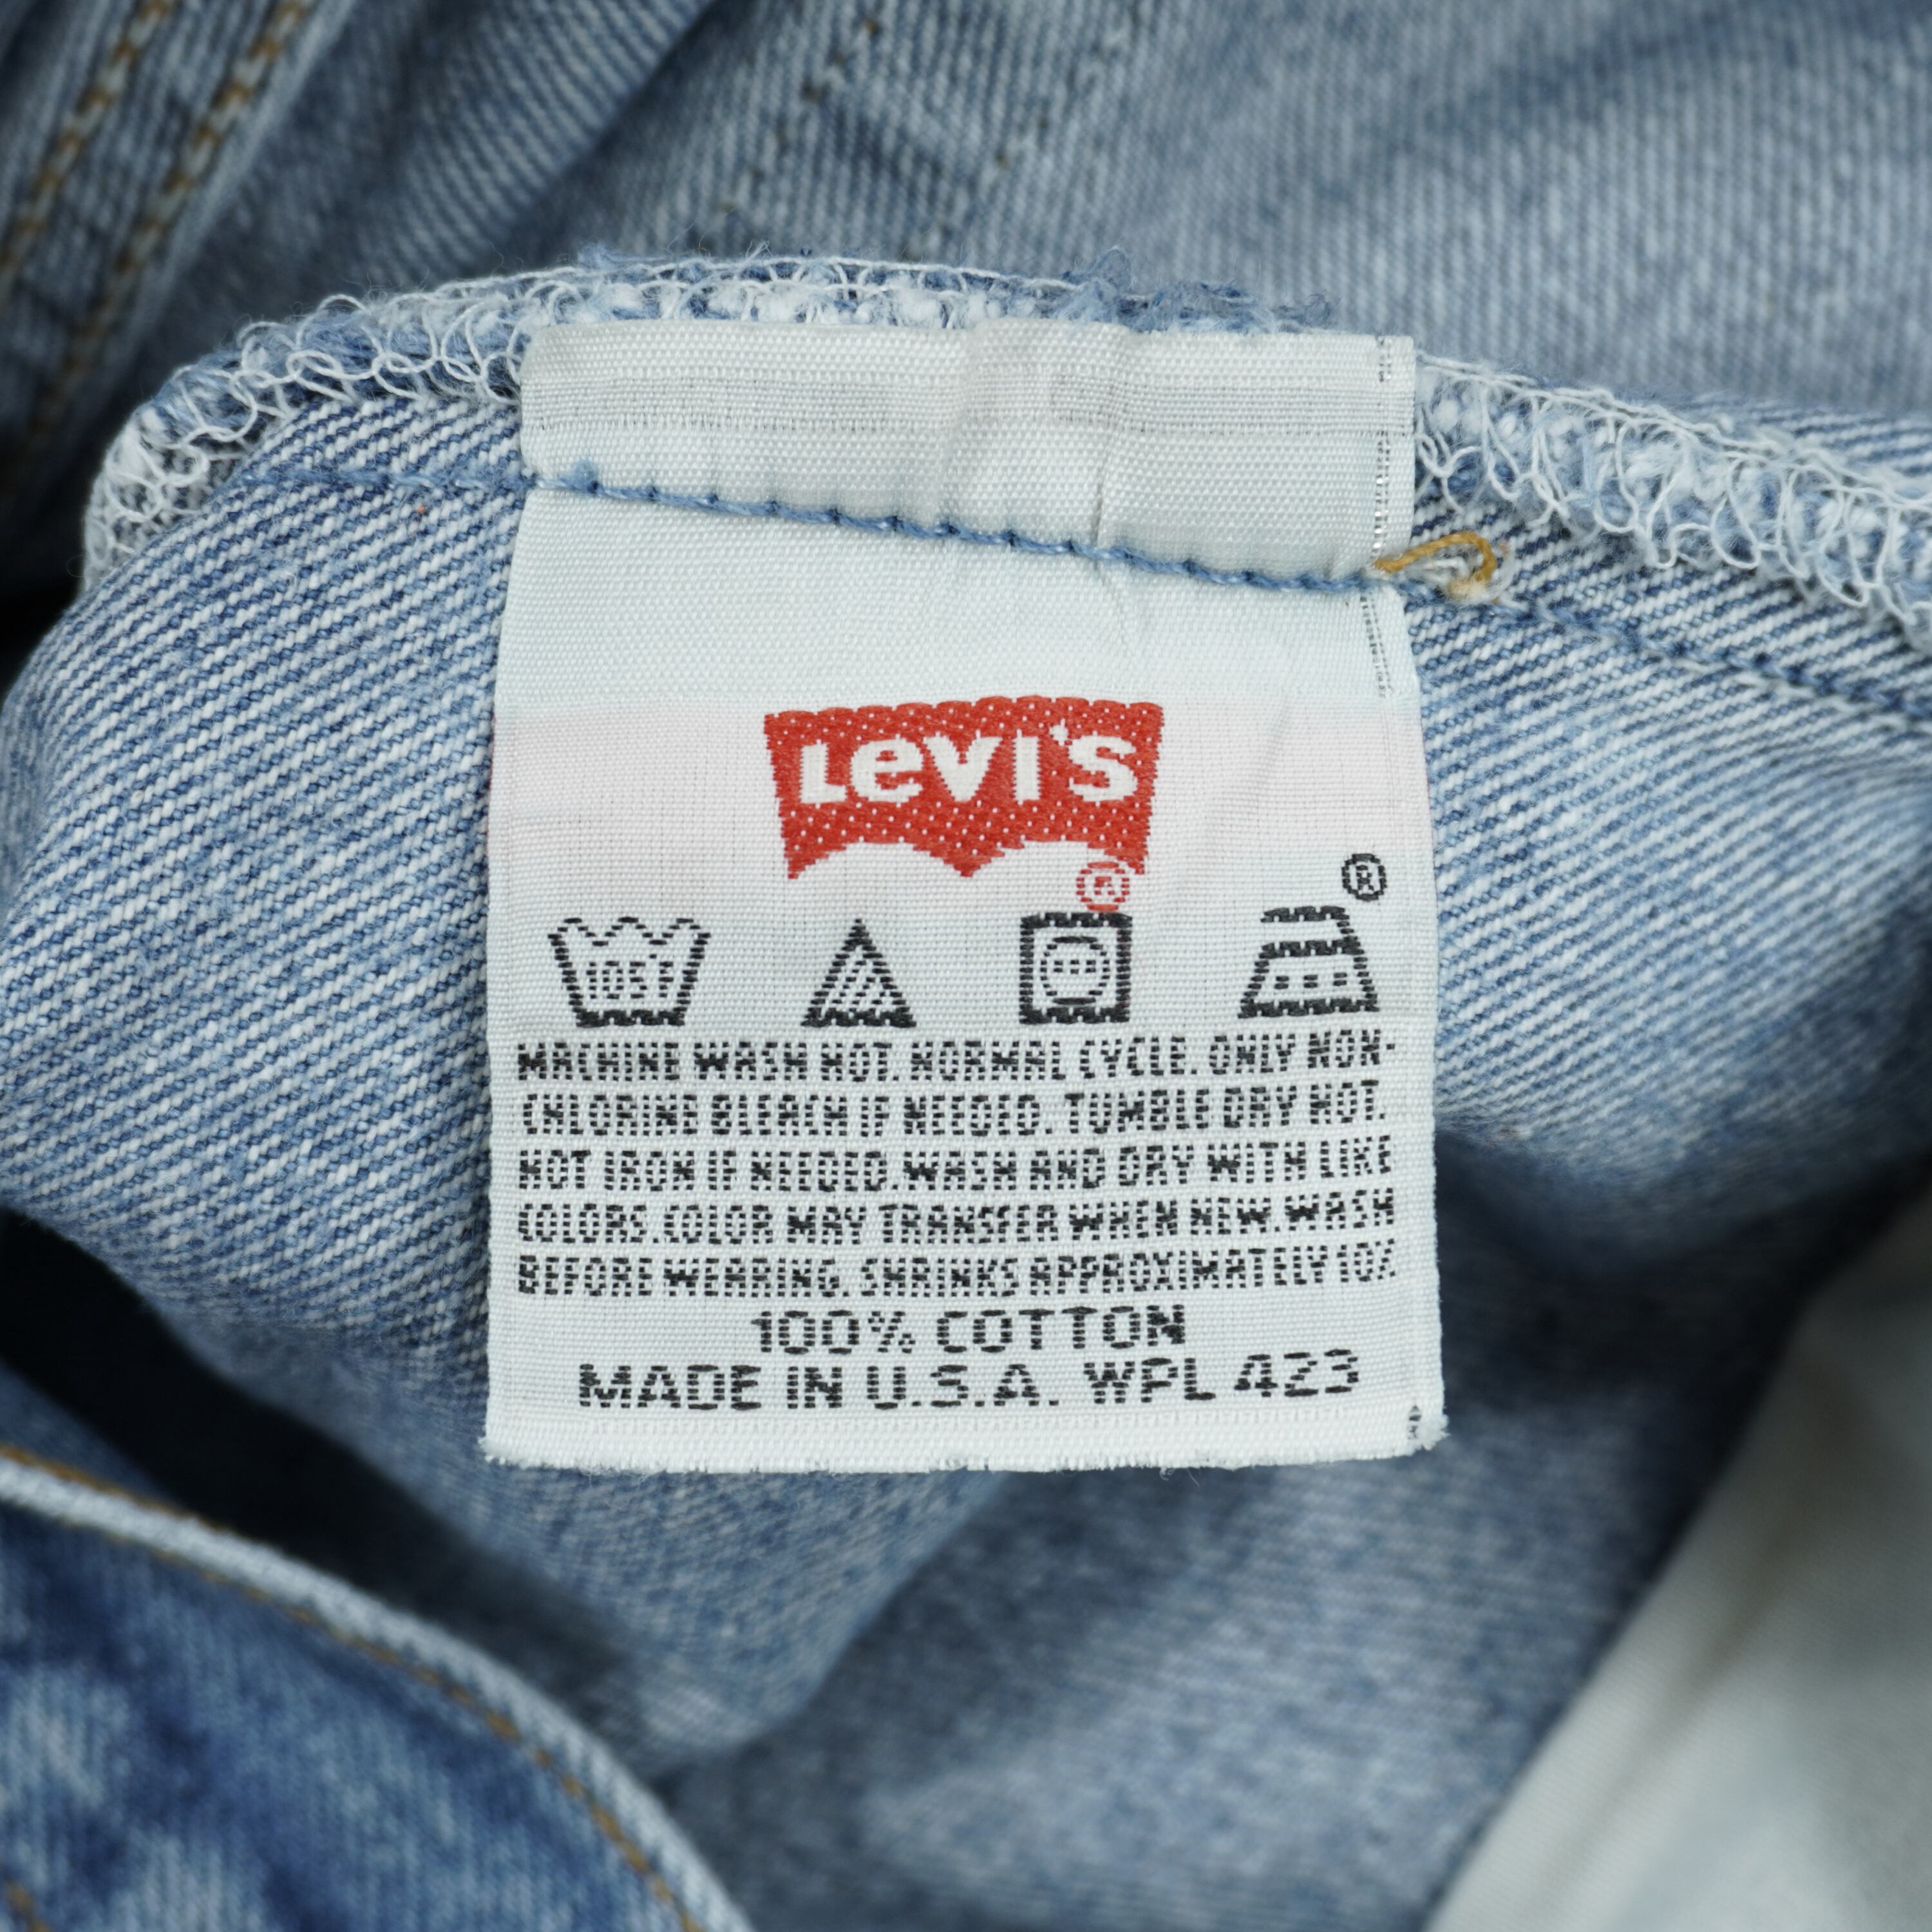 Levi's
®
®
105°F
MACHINE WASH HOT. NORMAL CYCLE. ONLY NON-
CHLORINE BLEACH IF NEEDED. TUMBLE DRY HOT.
HOT IRON IF NEEDED. WASH AND DRY WITH LIKE
COLORS. COLOR MAY TRANSFER WHEN NEW. WASH
BEFORE WEARING. SHRINKS APPROXIMATELY 10%
100% COTTON
MADE IN U.S.A. WPL 423